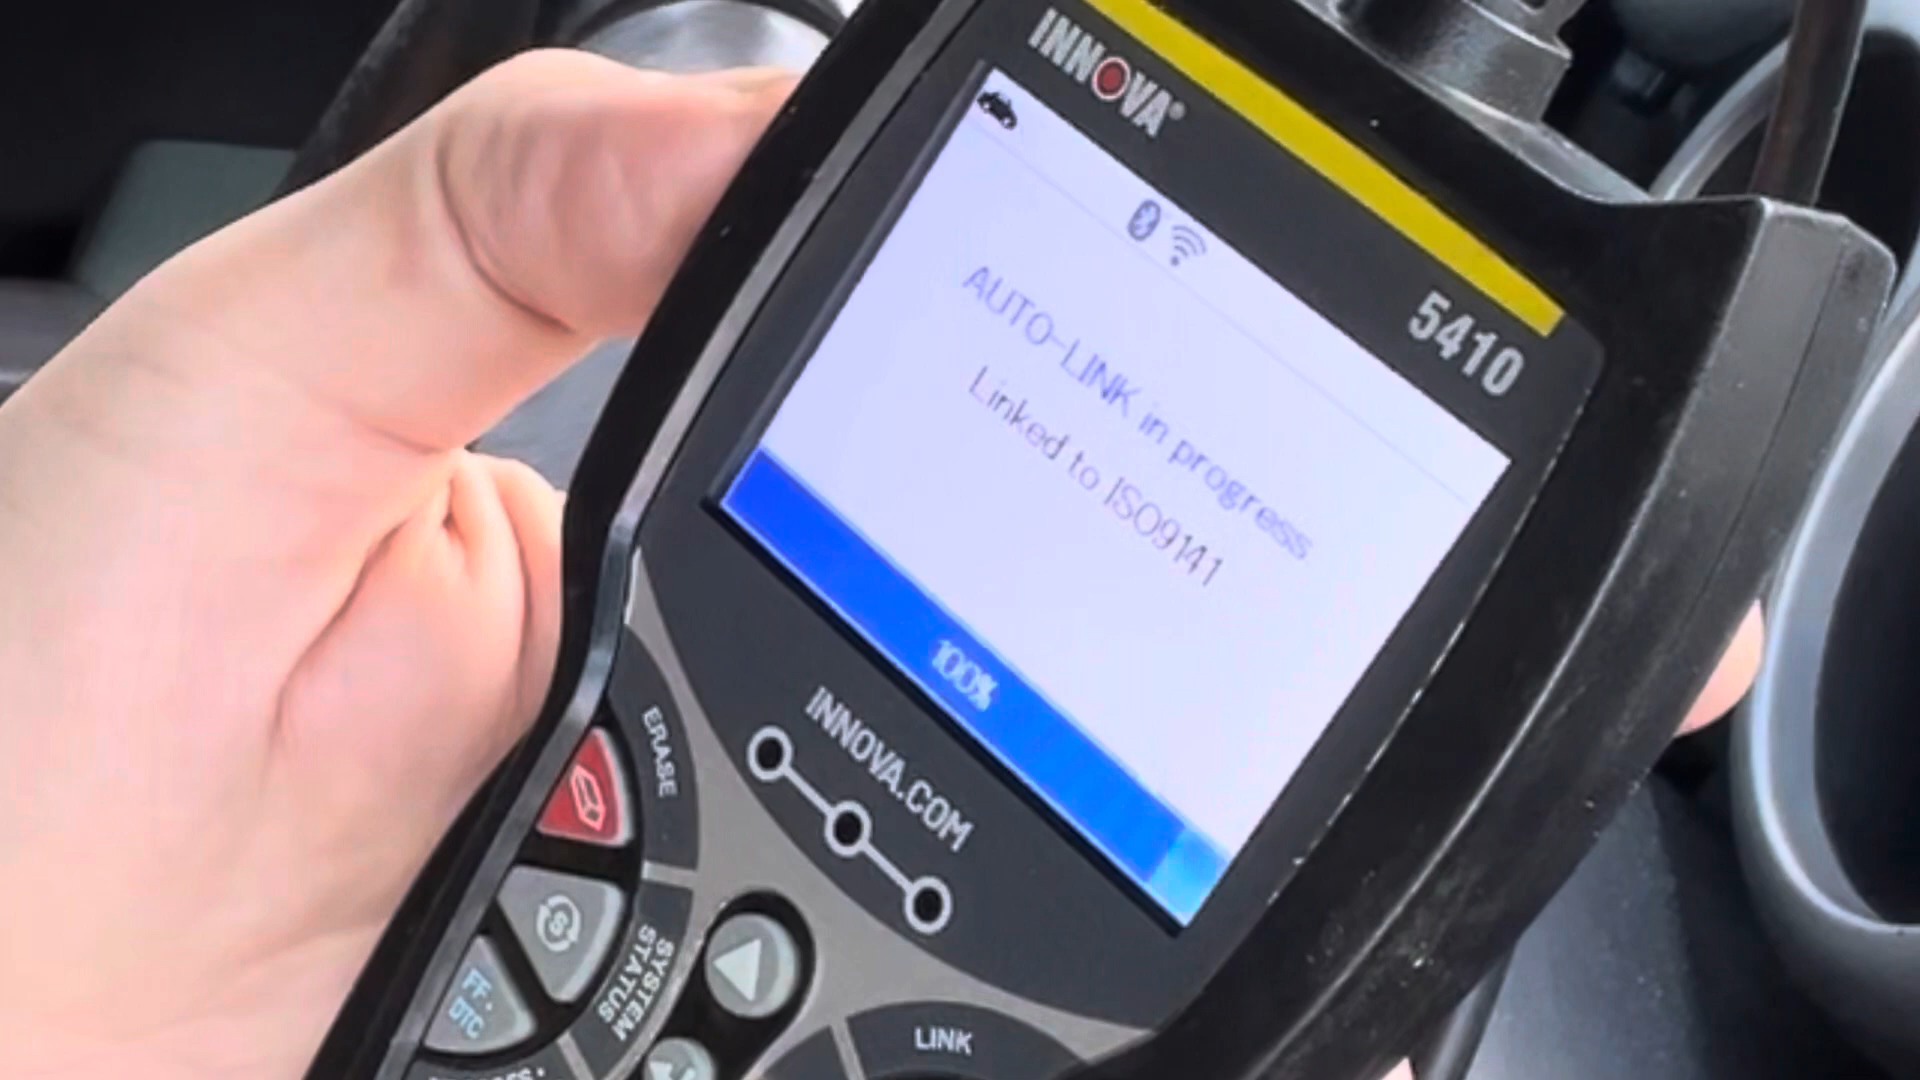 INNOVA®
5410
AUTO-LINK in progress
Linked to ISO9141
100%
INNOVA.COM
ERASE
SYSTEM
STATUS
FF.
DTC
LINK